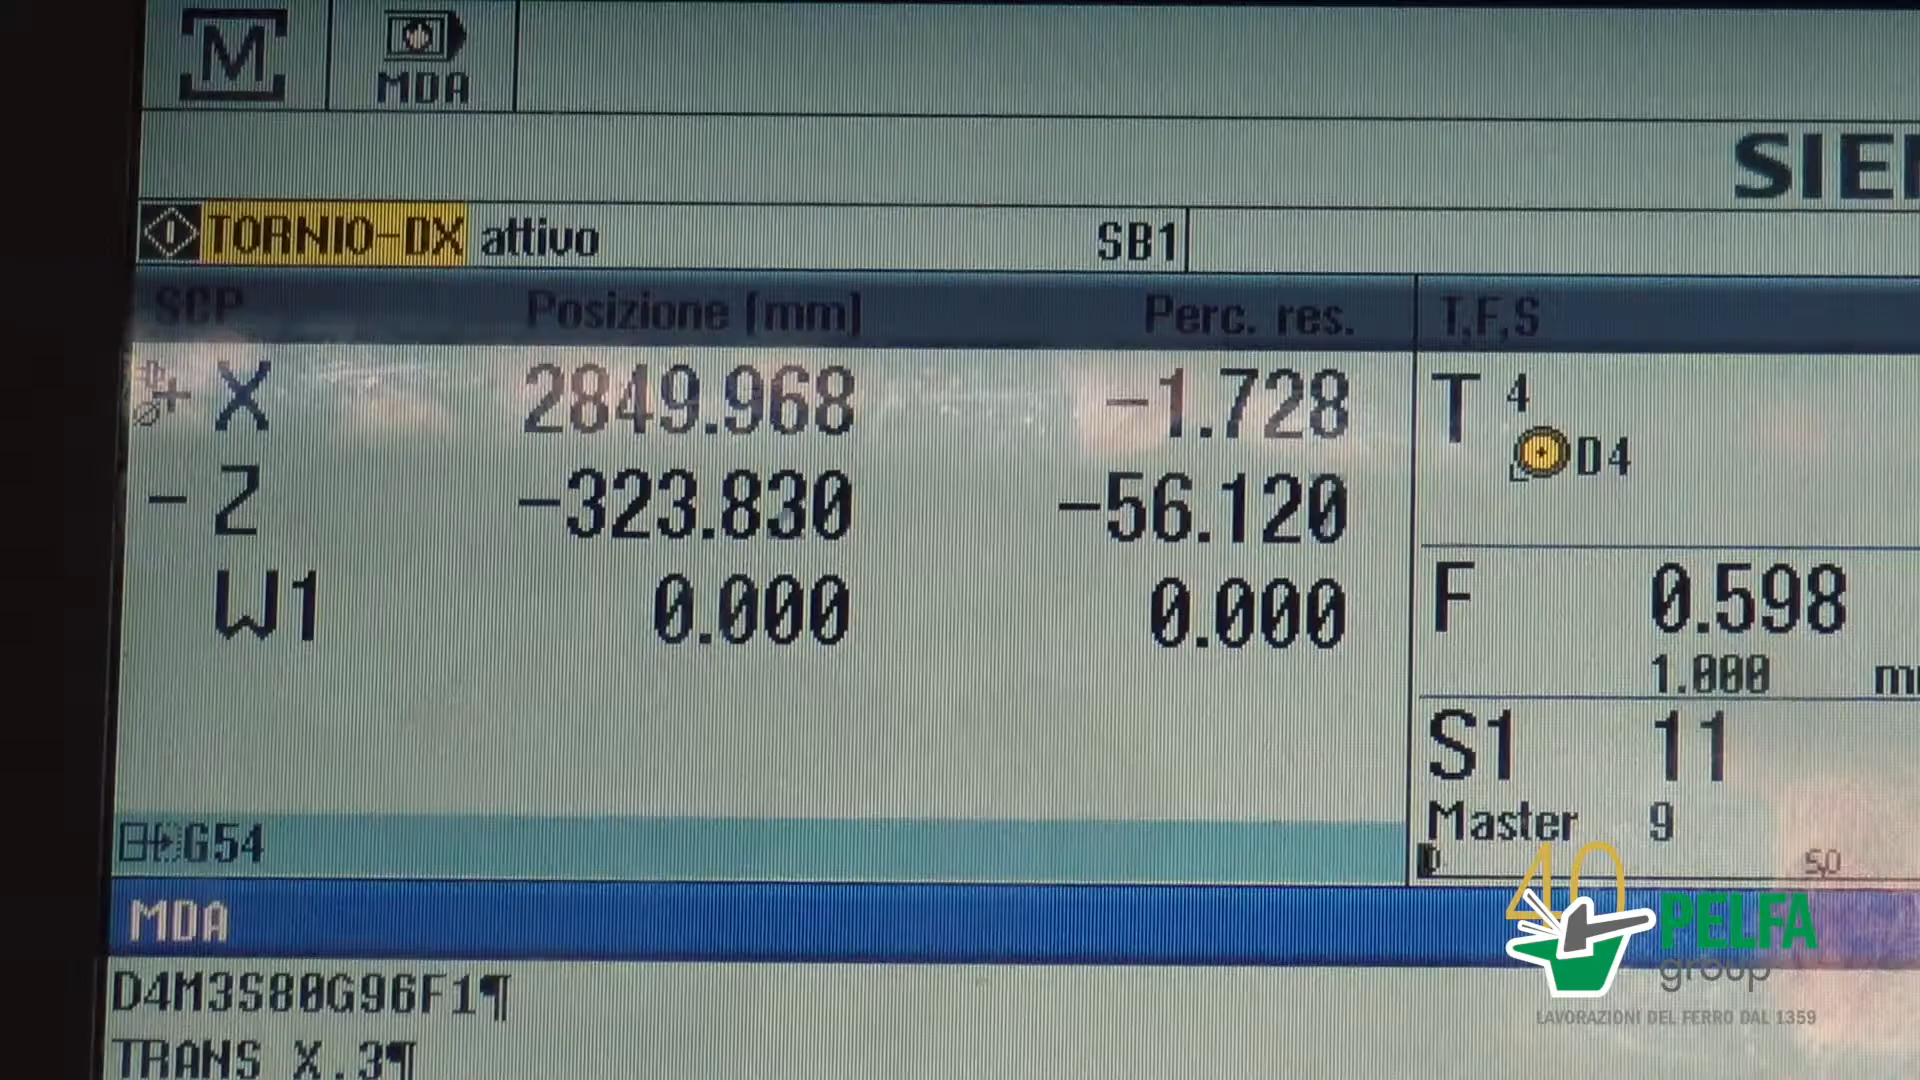 M
MDA
SIE
TORNIO-DX attivo SB1
SCP Posizione [mm] Perc. res. T,F,S
X 2849.968 -1.728 T 4
D4
- Z -323.830 -56.120
W1 0.000 0.000 F 0.598
1.000
S1 11
Master 9
50
G54
MDA
D4M3S80G96F1¶
TRANS X.3¶
40
PELFA
group
LAVORAZIONI DEL FERRO DAL 1359